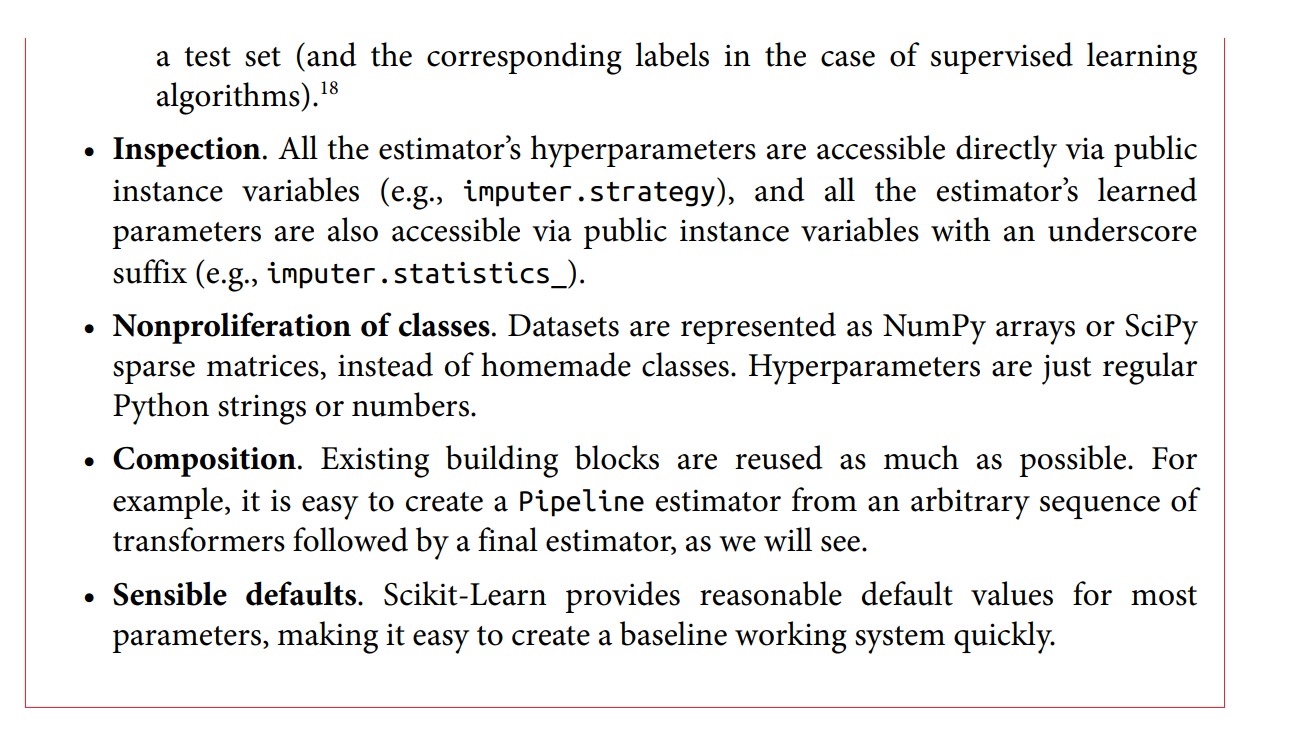 a test set (and the corresponding labels in the case of supervised learning
algorithms).18
• Inspection. All the estimator’s hyperparameters are accessible directly via public
instance variables (e.g., imputer.strategy), and all the estimator’s learned
parameters are also accessible via public instance variables with an underscore
suffix (e.g., imputer.statistics_).
• Nonproliferation of classes. Datasets are represented as NumPy arrays or SciPy
sparse matrices, instead of homemade classes. Hyperparameters are just regular
Python strings or numbers.
• Composition. Existing building blocks are reused as much as possible. For
example, it is easy to create a Pipeline estimator from an arbitrary sequence of
transformers followed by a final estimator, as we will see.
• Sensible defaults. Scikit-Learn provides reasonable default values for most
parameters, making it easy to create a baseline working system quickly.